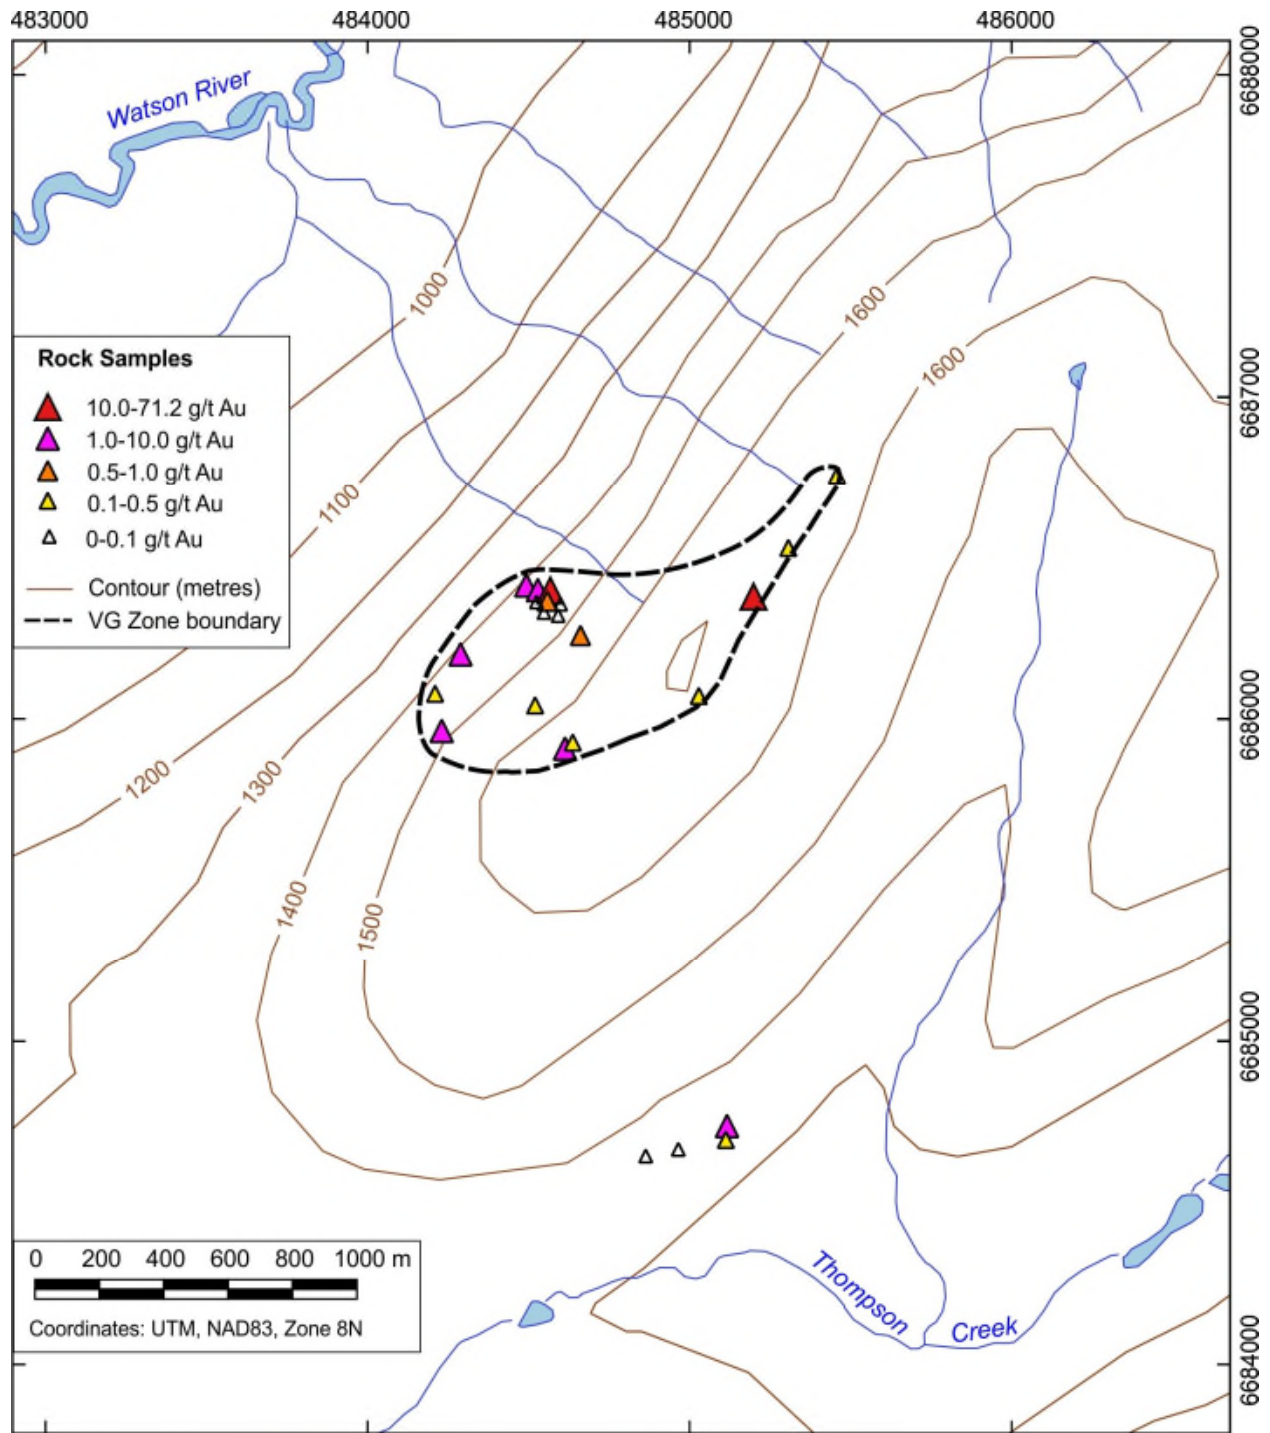 483000 484000 485000 486000
6688000
Watson River
1000
1600
1600
6687000
Rock Samples
10.0-71.2 g/t Au
1.0-10.0 g/t Au
0.5-1.0 g/t Au
0.1-0.5 g/t Au
0-0.1 g/t Au
Contour (metres)
VG Zone boundary
1100
6686000
1200
1300
1400
1500
6685000
0 200 400 600 800 1000 m
Coordinates: UTM, NAD83, Zone 8N
Thompson
Creek
6684000